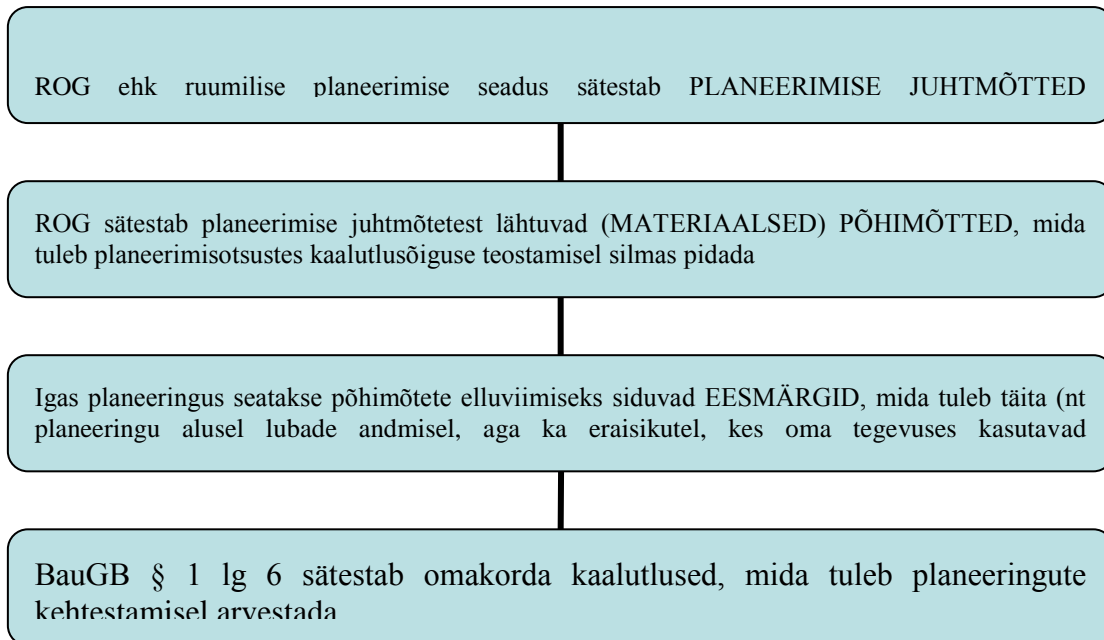 ROG ehk ruumilise planeerimise seadus sätestab PLANEERIMISE JUHTMÕTTED
ROG sätestab planeerimise juhtmõtetest lähtuvad (MATERIAALSED) PÕHIMÕTTED, mida
tuleb planeerimisotsustes kaalutlusõiguse teostamisel silmas pidada
Igas planeeringus seatakse põhimõtete elluviimiseks siduvad EESMÄRGID, mida tuleb täita (nt
planeeringu alusel lubade andmisel, aga ka eraisikutel, kes oma tegevuses kasutavad
BauGB § 1 lg 6 sätestab omakorda kaalutlused, mida tuleb planeeringute
kehtestamisel arvestada